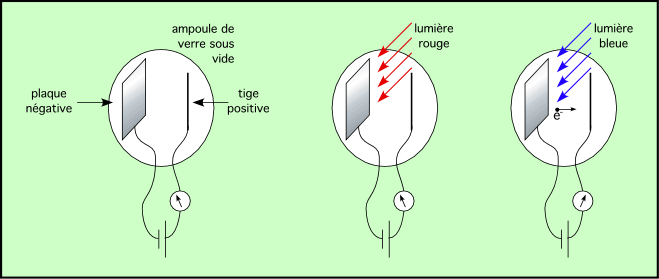 ampoule de
verre sous
vide
plaque
négative
tige
positive
lumière
rouge
lumière
bleue
e-